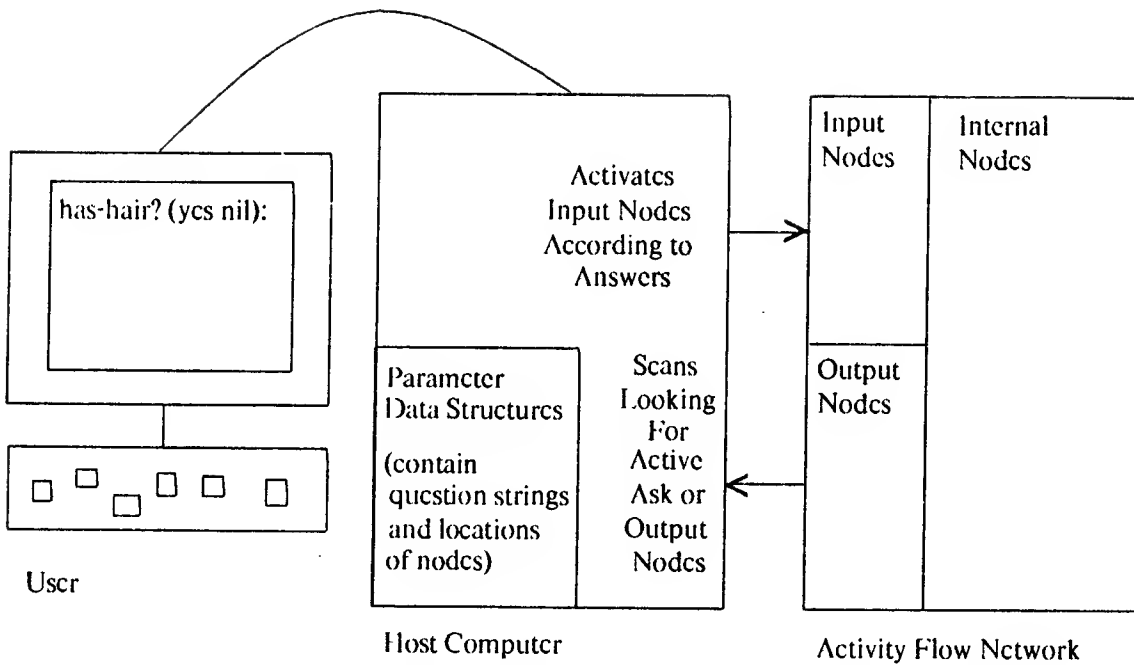 has-hair? (yes nil):
User
Activates
Input Nodes
According to
Answers
Parameter
Data Structures
(contain
question strings
and locations
of nodes)
Scans
Looking
For
Active
Ask or
Output
Nodes
Host Computer
Input
Nodes
Internal
Nodes
Output
Nodes
Activity Flow Network